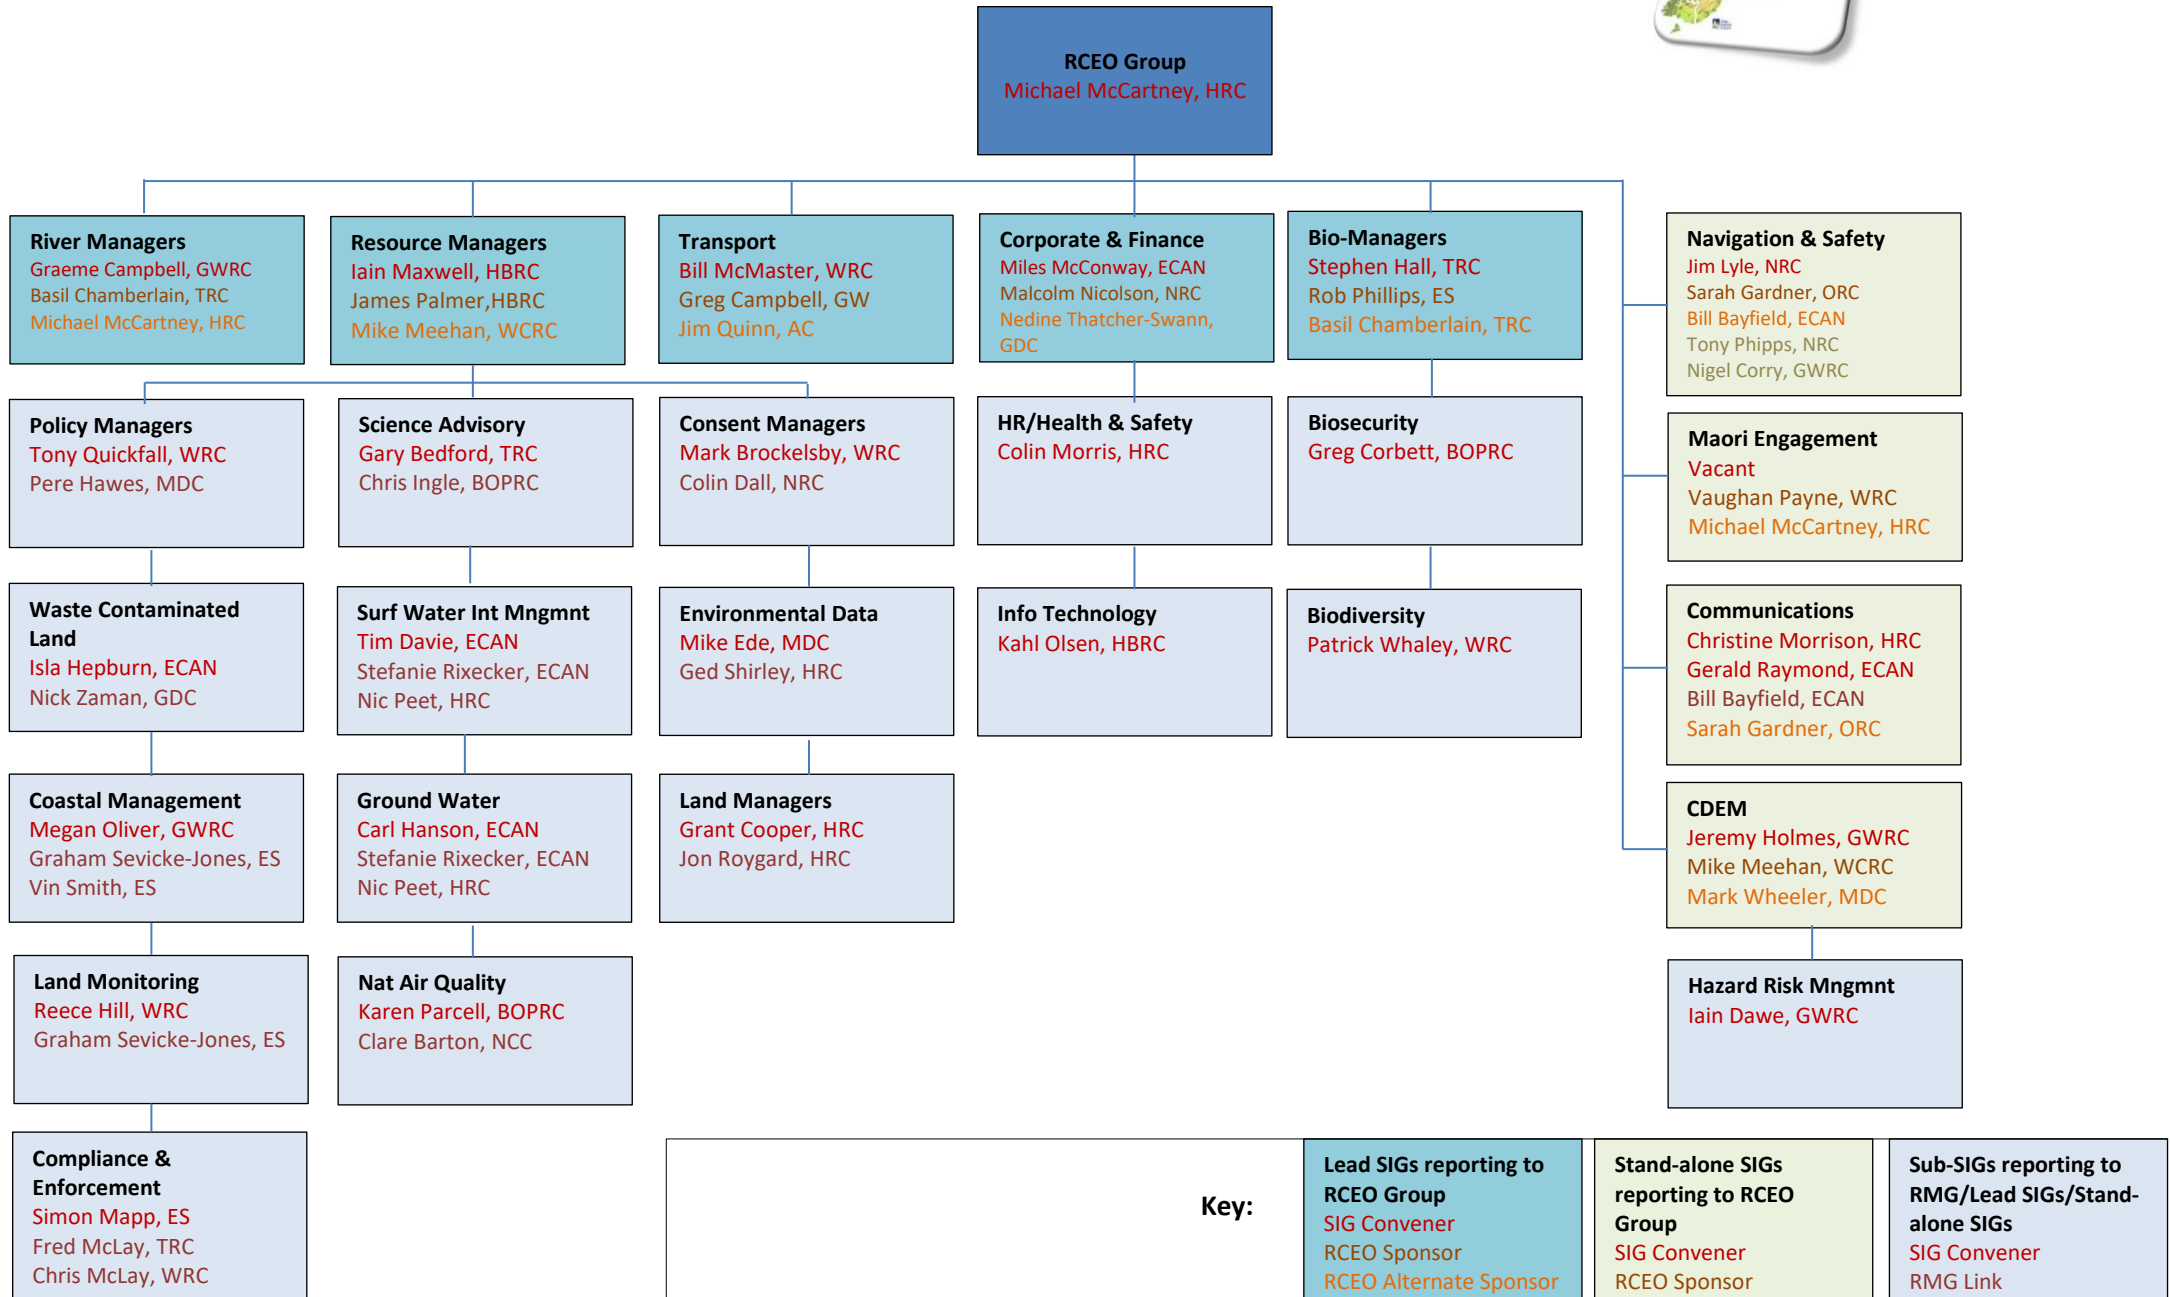 RCEO Group
Michael McCartney, HRC
River Managers
Graeme Campbell, GWRC
Basil Chamberlain, TRC
Michael McCartney, HRC
Resource Managers
Iain Maxwell, HBRC
James Palmer,HBRC
Mike Meehan, WCRC
Transport
Bill McMaster, WRC
Greg Campbell, GW
Jim Quinn, AC
Corporate & Finance
Miles McConway, ECAN
Malcolm Nicolson, NRC
Nedine Thatcher-Swann,
GDC
Bio-Managers
Stephen Hall, TRC
Rob Phillips, ES
Basil Chamberlain, TRC
Navigation & Safety
Jim Lyle, NRC
Sarah Gardner, ORC
Bill Bayfield, ECAN
Tony Phipps, NRC
Nigel Corry, GWRC
Policy Managers
Tony Quickfall, WRC
Pere Hawes, MDC
Science Advisory
Gary Bedford, TRC
Chris Ingle, BOPRC
Consent Managers
Mark Brockelsby, WRC
Colin Dall, NRC
HR/Health & Safety
Colin Morris, HRC
Biosecurity
Greg Corbett, BOPRC
Maori Engagement
Vacant
Vaughan Payne, WRC
Michael McCartney, HRC
Waste Contaminated
Land
Isla Hepburn, ECAN
Nick Zaman, GDC
Surf Water Int Mngmnt
Tim Davie, ECAN
Stefanie Rixecker, ECAN
Nic Peet, HRC
Environmental Data
Mike Ede, MDC
Ged Shirley, HRC
Info Technology
Kahl Olsen, HBRC
Biodiversity
Patrick Whaley, WRC
Communications
Christine Morrison, HRC
Gerald Raymond, ECAN
Bill Bayfield, ECAN
Sarah Gardner, ORC
Coastal Management
Megan Oliver, GWRC
Graham Sevicke-Jones, ES
Vin Smith, ES
Ground Water
Carl Hanson, ECAN
Stefanie Rixecker, ECAN
Nic Peet, HRC
Land Managers
Grant Cooper, HRC
Jon Roygard, HRC
CDEM
Jeremy Holmes, GWRC
Mike Meehan, WCRC
Mark Wheeler, MDC
Land Monitoring
Reece Hill, WRC
Graham Sevicke-Jones, ES
Nat Air Quality
Karen Parcell, BOPRC
Clare Barton, NCC
Hazard Risk Mngmnt
Iain Dawe, GWRC
Compliance &
Enforcement
Simon Mapp, ES
Fred McLay, TRC
Chris McLay, WRC
Key:
Lead SIGs reporting to
RCEO Group
SIG Convener
RCEO Sponsor
RCEO Alternate Sponsor
Stand-alone SIGs
reporting to RCEO
Group
SIG Convener
RCEO Sponsor
Sub-SIGs reporting to
RMG/Lead SIGs/Stand-
alone SIGs
SIG Convener
RMG Link